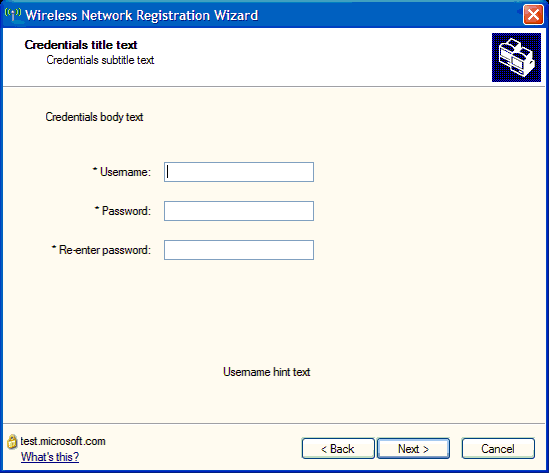 Wireless Network Registration Wizard
Credentials title text
Credentials subtitle text
Credentials body text
* Username:
* Password:
* Re-enter password:
Username hint text
test.microsoft.com
What's this?
< Back
Next >
Cancel